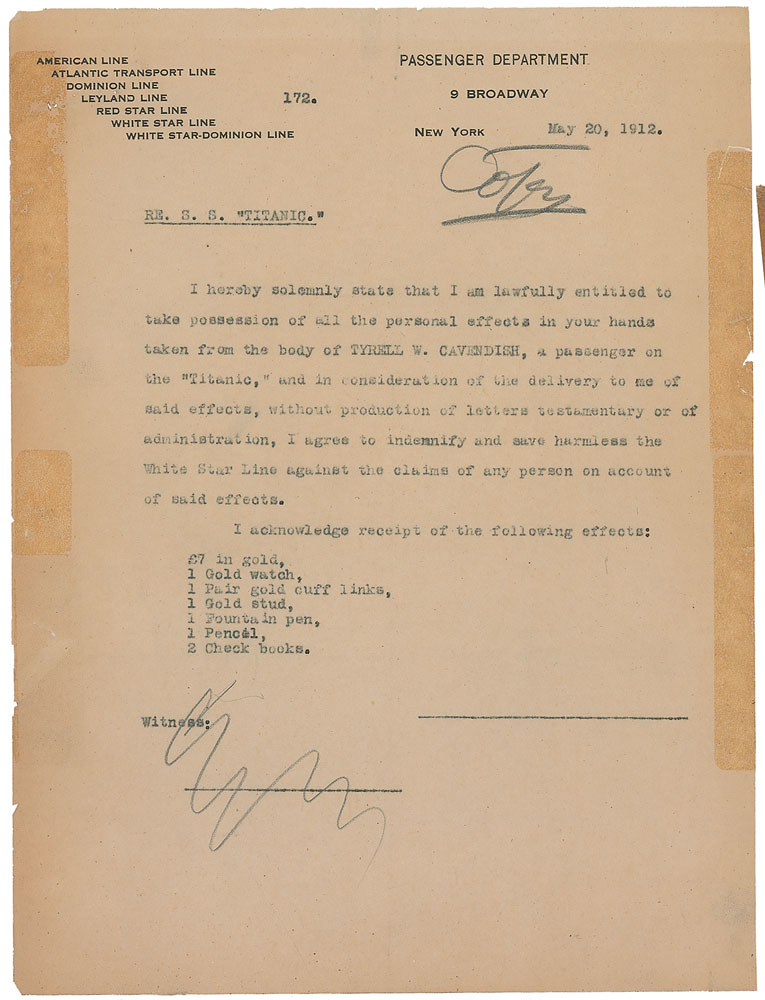 AMERICAN LINE
ATLANTIC TRANSPORT LINE
DOMINION LINE
LEYLAND LINE
RED STAR LINE
WHITE STAR LINE
WHITE STAR-DOMINION LINE
172.
PASSENGER DEPARTMENT
9 BROADWAY
NEW YORK May 20, 1912.
Copy
RE. S. S. "TITANIC."
I hereby solemnly state that I am lawfully entitled to
take possession of all the personal effects in your hands
taken from the body of TYRELL W. CAVENDISH, a passenger on
the "Titanic," and in consideration of the delivery to me of
said effects, without production of letters testamentary or of
administration, I agree to indemnify and save harmless the
White Star Line against the claims of any person on account
of said effects.
I acknowledge receipt of the following effects:
£7 in gold,
1 Gold watch,
1 Pair gold cuff links,
1 Gold stud,
1 Fountain pen,
1 Pencil,
2 Check books.
Witness: